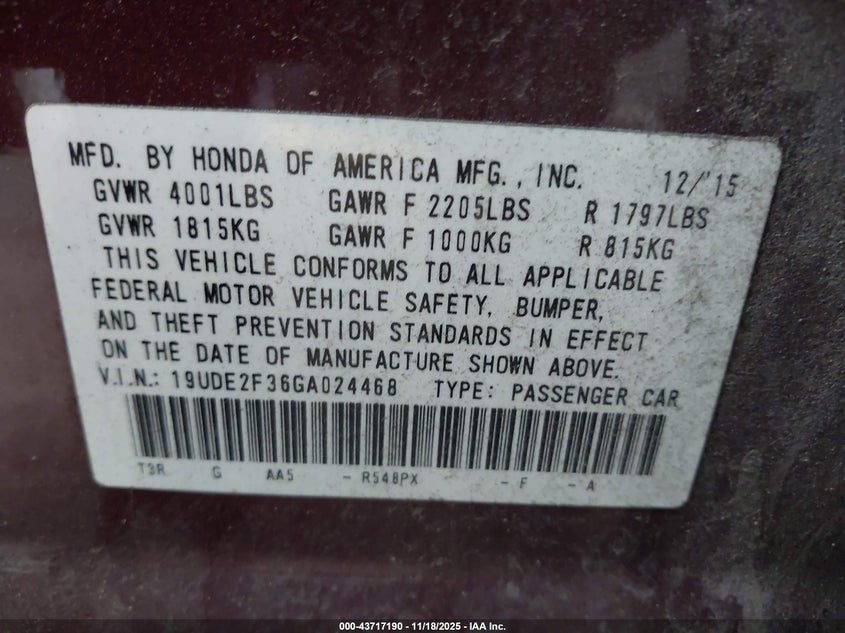 MFD. BY HONDA OF AMERICA MFG., INC. 12/'15
GVWR 4001LBS GAWR F 2205LBS R 1797LBS
GVWR 1815KG GAWR F 1000KG R 815KG
THIS VEHICLE CONFORMS TO ALL APPLICABLE
FEDERAL MOTOR VEHICLE SAFETY, BUMPER,
AND THEFT PREVENTION STANDARDS IN EFFECT
ON THE DATE OF MANUFACTURE SHOWN ABOVE.
V.I.N.: 19UDE2F36GA024468 TYPE: PASSENGER CAR
T3R G AA5 - R548PX - F - A
000-43717190 - 11/18/2025 - IAA Inc.